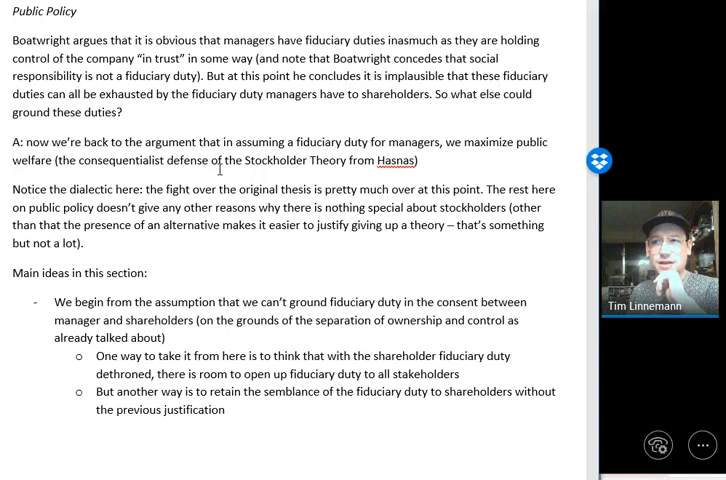 Public Policy
Boatwright argues that it is obvious that managers have fiduciary duties inasmuch as they are holding
control of the company “in trust” in some way (and note that Boatwright concedes that social
responsibility is not a fiduciary duty). But at this point he concludes it is implausible that these fiduciary
duties can all be exhausted by the fiduciary duty managers have to shareholders. So what else could
ground these duties?
A: now we’re back to the argument that in assuming a fiduciary duty for managers, we maximize public
welfare (the consequentialist defense of the Stockholder Theory from Hasnas)
Notice the dialectic here: the fight over the original thesis is pretty much over at this point. The rest here
on public policy doesn’t give any other reasons why there is nothing special about stockholders (other
than that the presence of an alternative makes it easier to justify giving up a theory – that’s something
but not a lot).
Main ideas in this section:
- We begin from the assumption that we can’t ground fiduciary duty in the consent between
manager and shareholders (on the grounds of the separation of ownership and control as
already talked about)
o One way to take it from here is to think that with the shareholder fiduciary duty
dethroned, there is room to open up fiduciary duty to all stakeholders
o But another way is to retain the semblance of the fiduciary duty to shareholders without
the previous justification
Tim Linnemann